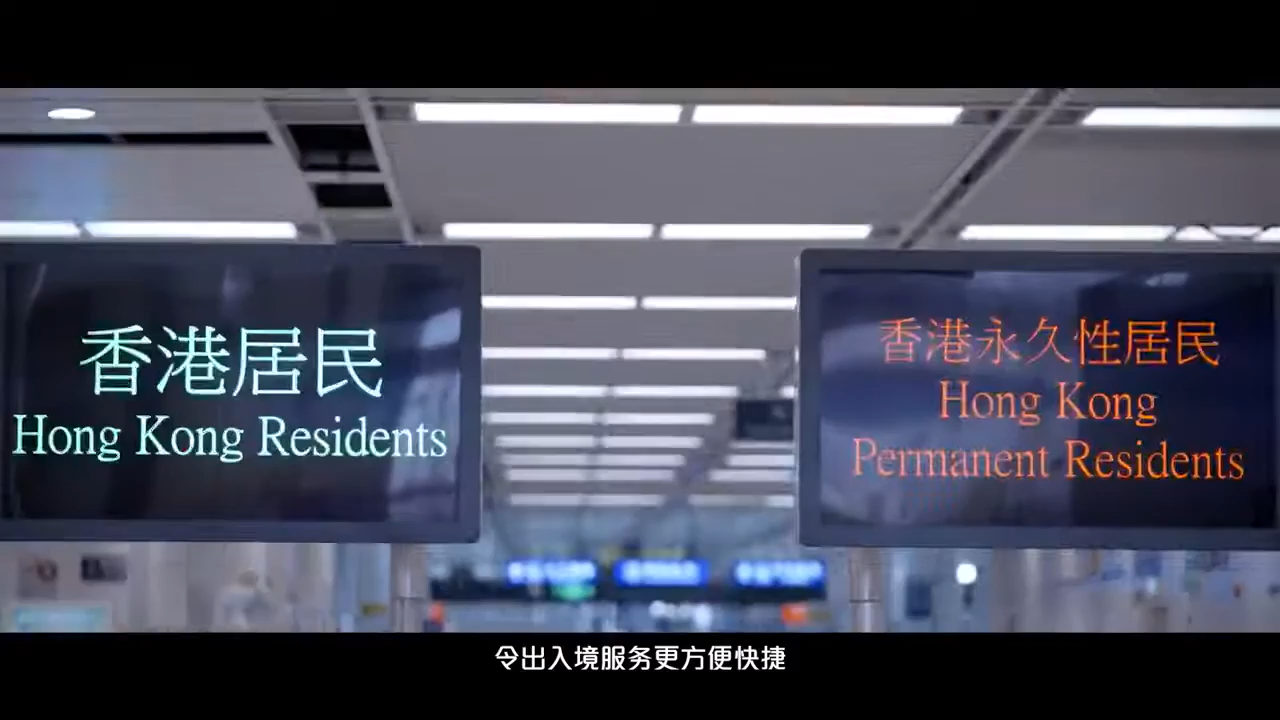 香港居民
Hong Kong Residents
香港永久性居民
Hong Kong
Permanent Residents
令出入境服务更方便快捷